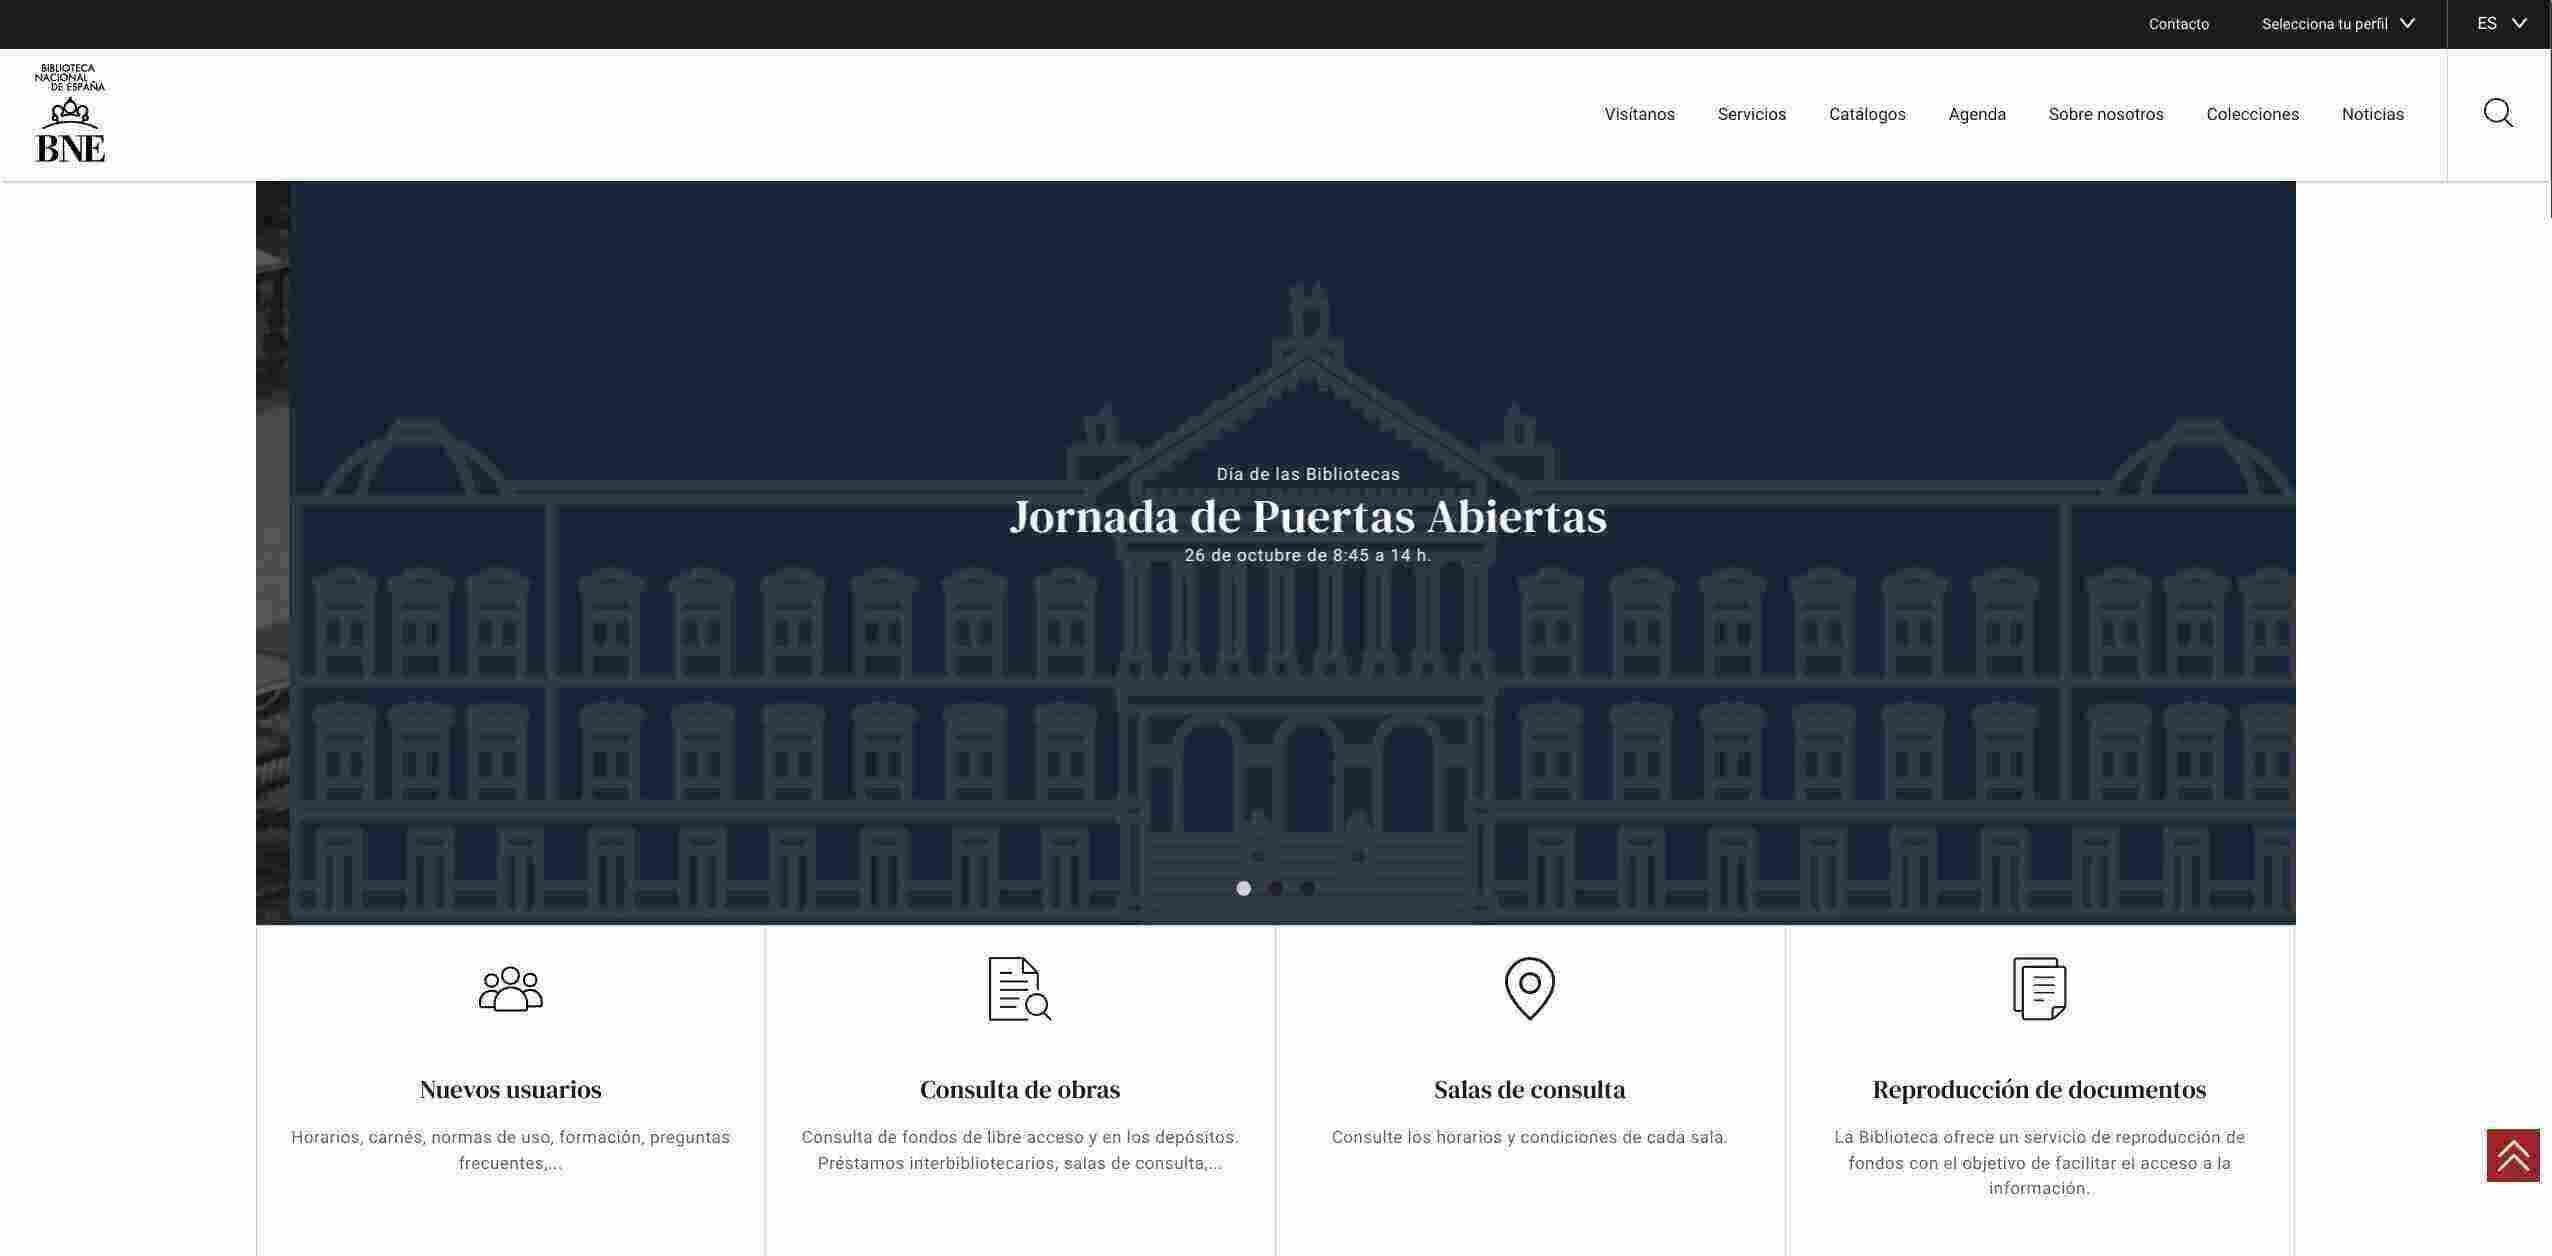 Contacto
Selecciona tu perfil
ES
BIBLIOTECA
NACIONAL
DE ESPAÑA
BNE
Visítanos
Servicios
Catálogos
Agenda
Sobre nosotros
Colecciones
Noticias
Día de las Bibliotecas
Jornada de Puertas Abiertas
26 de octubre de 8:45 a 14 h.
Nuevos usuarios
Horarios, carnés, normas de uso, formación, preguntas
frecuentes,...
Consulta de obras
Consulta de fondos de libre acceso y en los depósitos.
Préstamos interbibliotecarios, salas de consulta,...
Salas de consulta
Consulte los horarios y condiciones de cada sala.
Reproducción de documentos
La Biblioteca ofrece un servicio de reproducción de
fondos con el objetivo de facilitar el acceso a la
información.